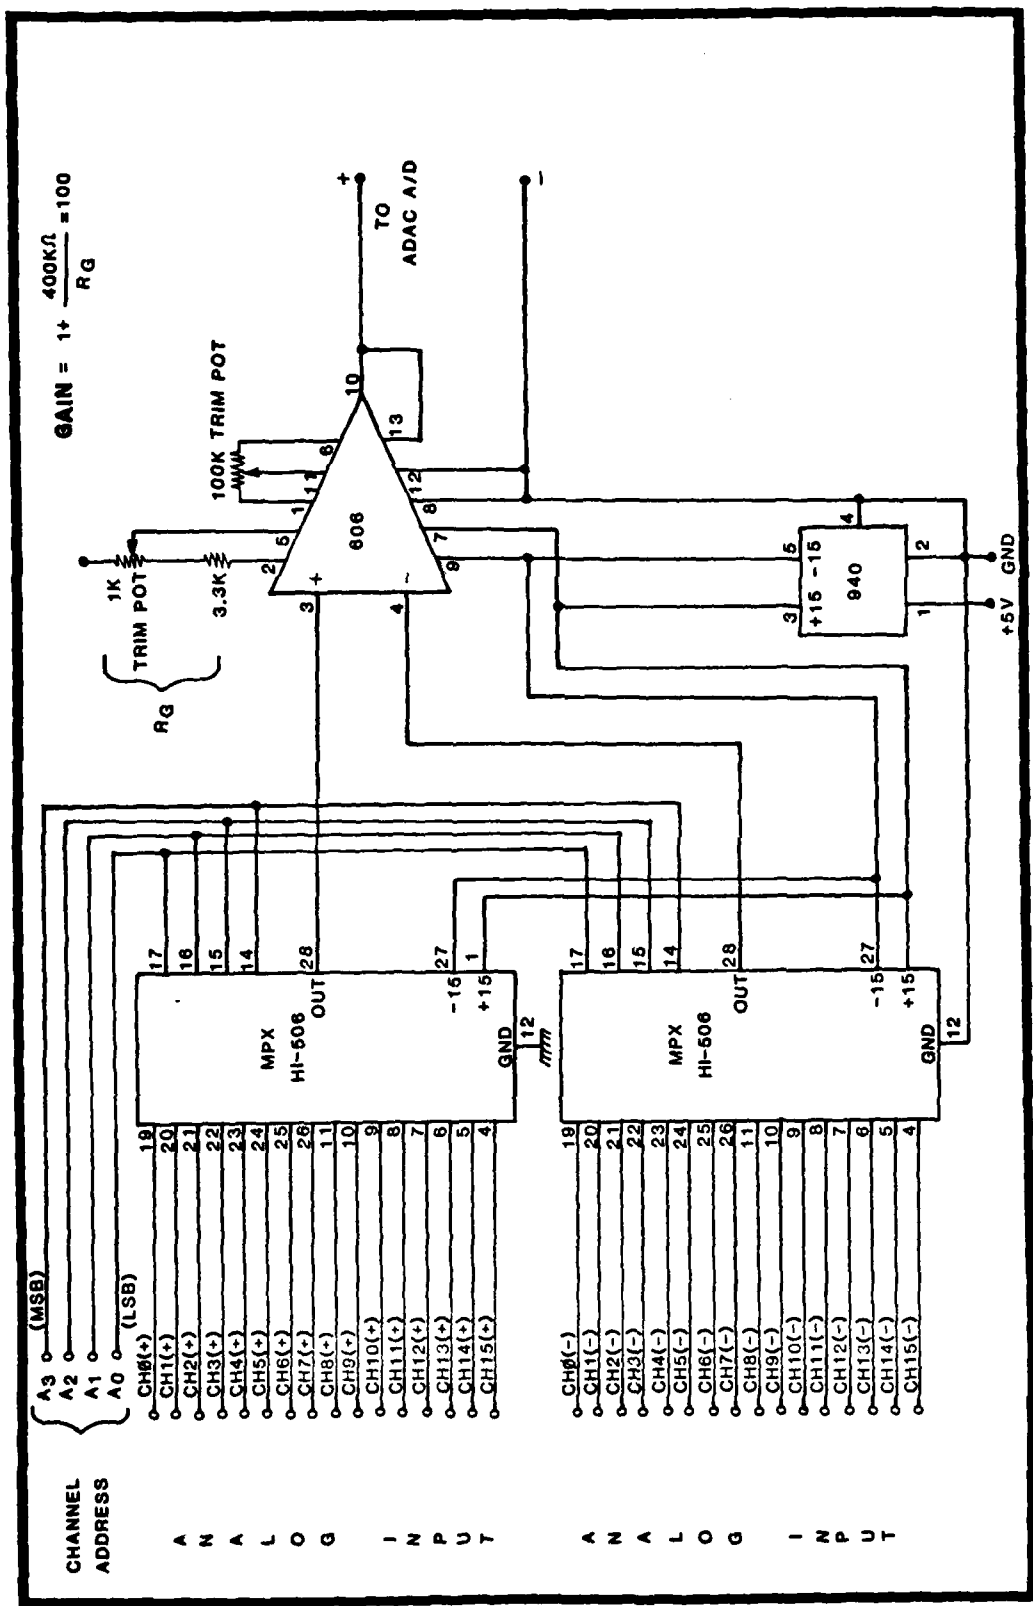 GAIN = 1+ 400KΩ / RG =100
CHANNEL
ADDRESS
A3 (MSB)
A2
A1
A0 (LSB)
1K
TRIM POT
3.3K
RG
100K TRIM POT
606
+
-
2
5
1
11
6
10
13
12
8
7
9
3
4
+
TO
ADAC A/D
-
ANALOG
INPUT
CH0(+) 19
CH1(+) 20
CH2(+) 21
CH3(+) 22
CH4(+) 23
CH5(+) 24
CH6(+) 25
CH7(+) 26
CH8(+) 11
CH9(+) 10
CH10(+) 9
CH11(+) 8
CH12(+) 7
CH13(+) 6
CH14(+) 5
CH15(+) 4
MPX
HI-506
17
16
15
14
OUT 28
-15 27
+15 1
GND 12
ANALOG
INPUT
CH0(-) 19
CH1(-) 20
CH2(-) 21
CH3(-) 22
CH4(-) 23
CH5(-) 24
CH6(-) 25
CH7(-) 26
CH8(-) 11
CH9(-) 10
CH10(-) 9
CH11(-) 8
CH12(-) 7
CH13(-) 6
CH14(-) 5
CH15(-) 4
MPX
HI-506
17
16
15
14
OUT 28
-15 27
+15
GND 12
3 5
+15 -15
4
940
1 2
+5V GND